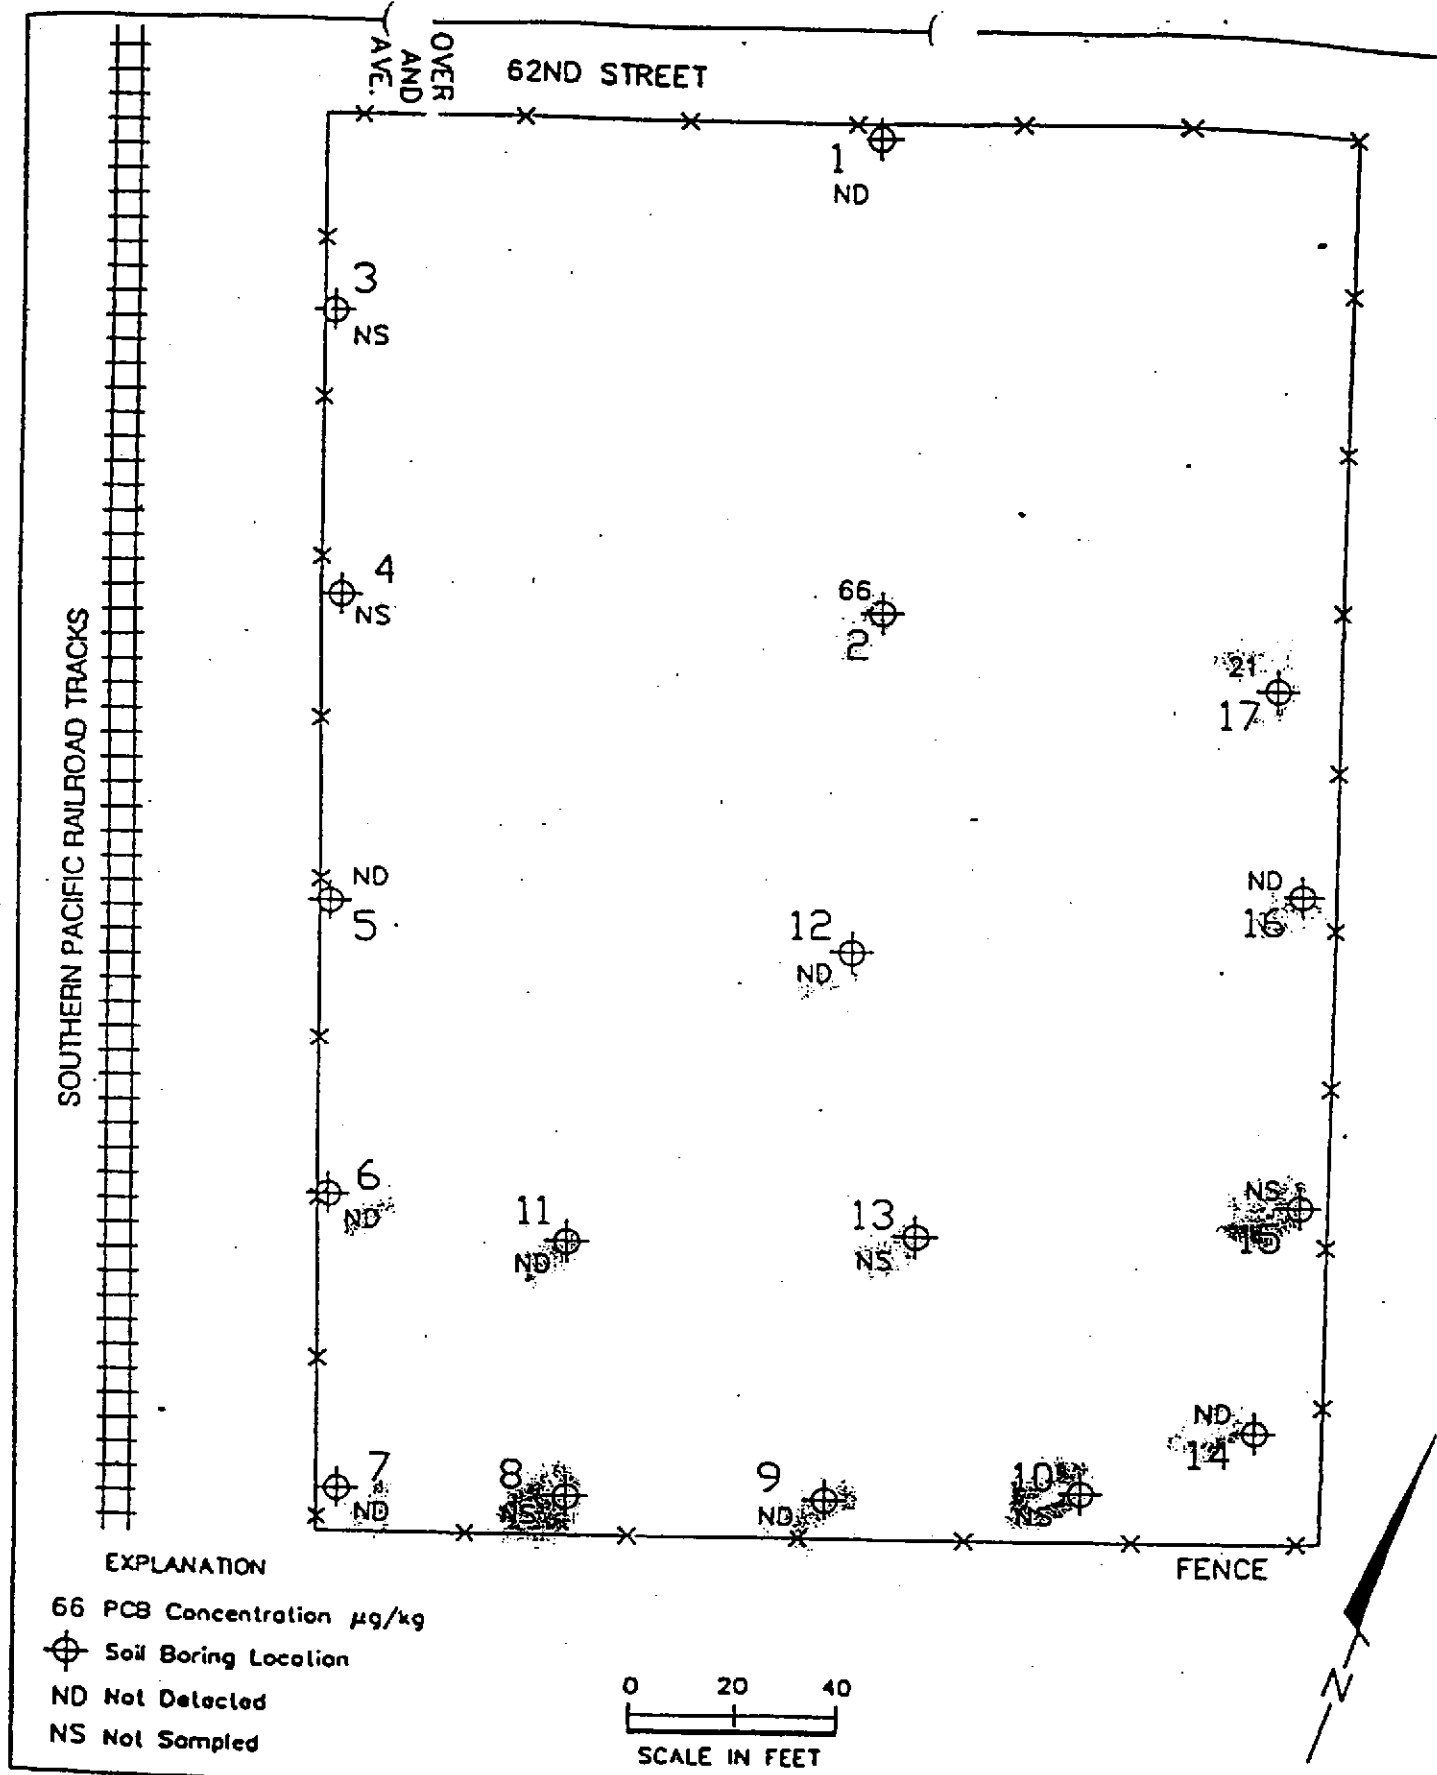 OVER
AND
AVE.
62ND STREET
1
ND
3
NS
4
NS
66
2
21
17
SOUTHERN PACIFIC RAILROAD TRACKS
ND
5
12
ND
ND
16
6
ND
11
ND
13
NS
NS
15
7
ND
8
NS
9
ND
10
NS
ND
14
FENCE
EXPLANATION
66 PCB Concentration µg/kg
Soil Boring Location
ND Not Detected
NS Not Sampled
0 20 40
SCALE IN FEET
N